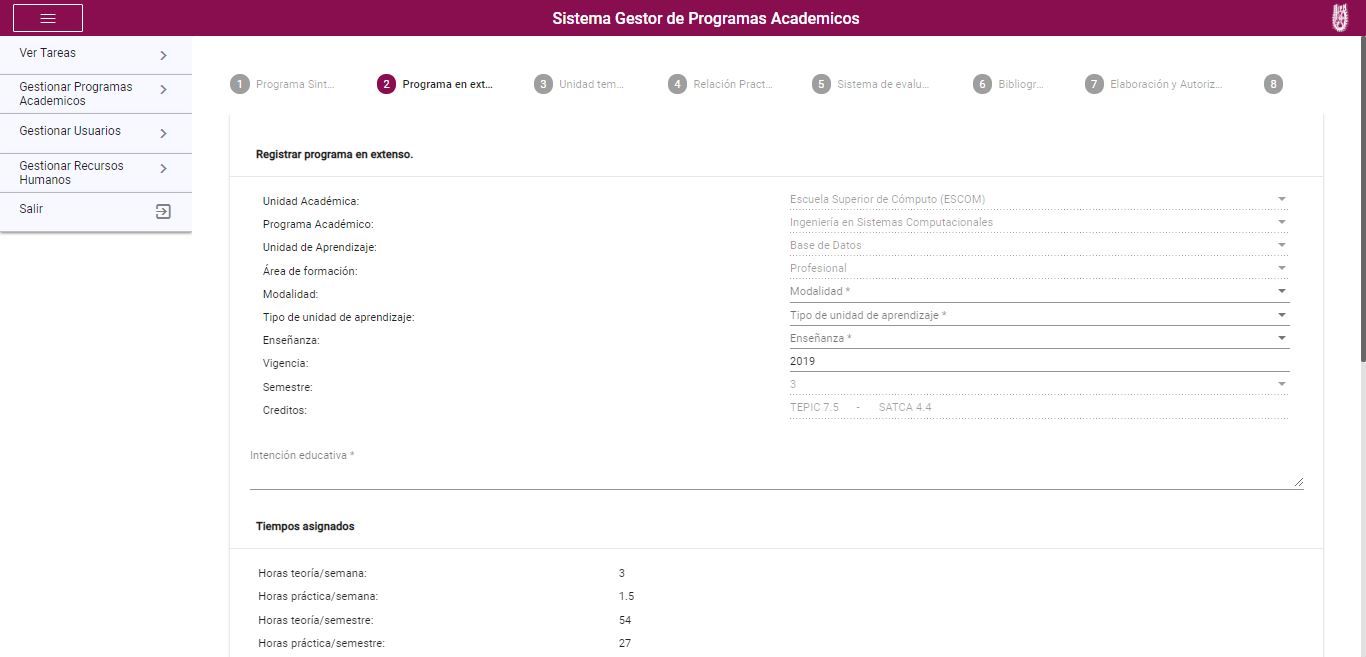 Sistema Gestor de Programas Academicos
Ver Tareas
Gestionar Programas
Academicos
Gestionar Usuarios
Gestionar Recursos
Humanos
Salir
1 Programa Sint...
2 Programa en ext...
3 Unidad tem...
4 Relación Pract...
5 Sistema de evalu...
6 Bibliogr...
7 Elaboración y Autoriz...
8
Registrar programa en extenso.
Unidad Académica: Escuela Superior de Cómputo (ESCOM)
Programa Académico: Ingeniería en Sistemas Computacionales
Unidad de Aprendizaje: Base de Datos
Área de formación: Profesional
Modalidad: Modalidad *
Tipo de unidad de aprendizaje: Tipo de unidad de aprendizaje *
Enseñanza: Enseñanza *
Vigencia: 2019
Semestre: 3
Creditos: TEPIC 7.5 - SATCA 4.4
Intención educativa *
Tiempos asignados
Horas teoría/semana: 3
Horas práctica/semana: 1.5
Horas teoría/semestre: 54
Horas práctica/semestre: 27